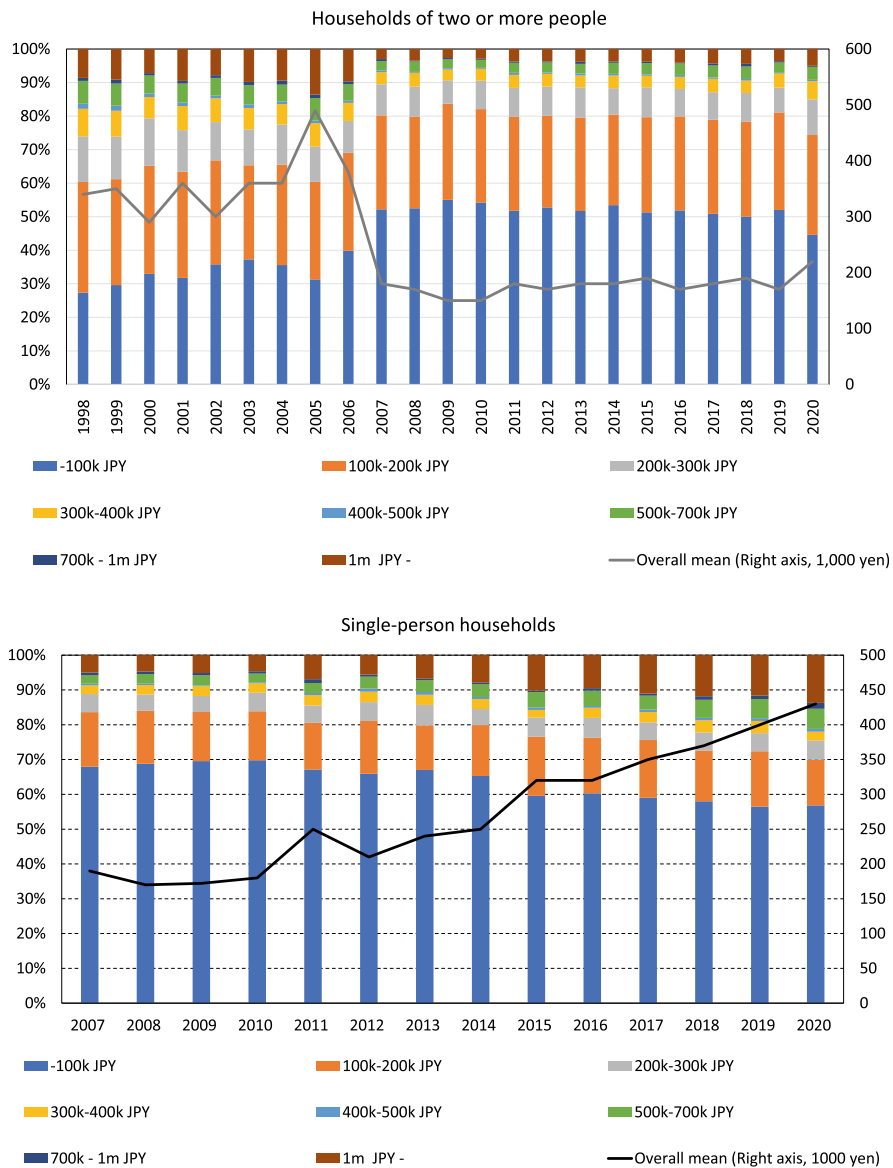 Households of two or more people
100% 600
90%
80% 500
70%
60% 400
50% 300
40%
30% 200
20%
10% 100
0% 0
1998 1999 2000 2001 2002 2003 2004 2005 2006 2007 2008 2009 2010 2011 2012 2013 2014 2015 2016 2017 2018 2019 2020
-100k JPY 100k-200k JPY 200k-300k JPY
300k-400k JPY 400k-500k JPY 500k-700k JPY
700k - 1m JPY 1m JPY - Overall mean (Right axis, 1,000 yen)
Single-person households
100% 500
90% 450
80% 400
70% 350
60% 300
50% 250
40% 200
30% 150
20% 100
10% 50
0% 0
2007 2008 2009 2010 2011 2012 2013 2014 2015 2016 2017 2018 2019 2020
-100k JPY 100k-200k JPY 200k-300k JPY
300k-400k JPY 400k-500k JPY 500k-700k JPY
700k - 1m JPY 1m JPY - Overall mean (Right axis, 1000 yen)